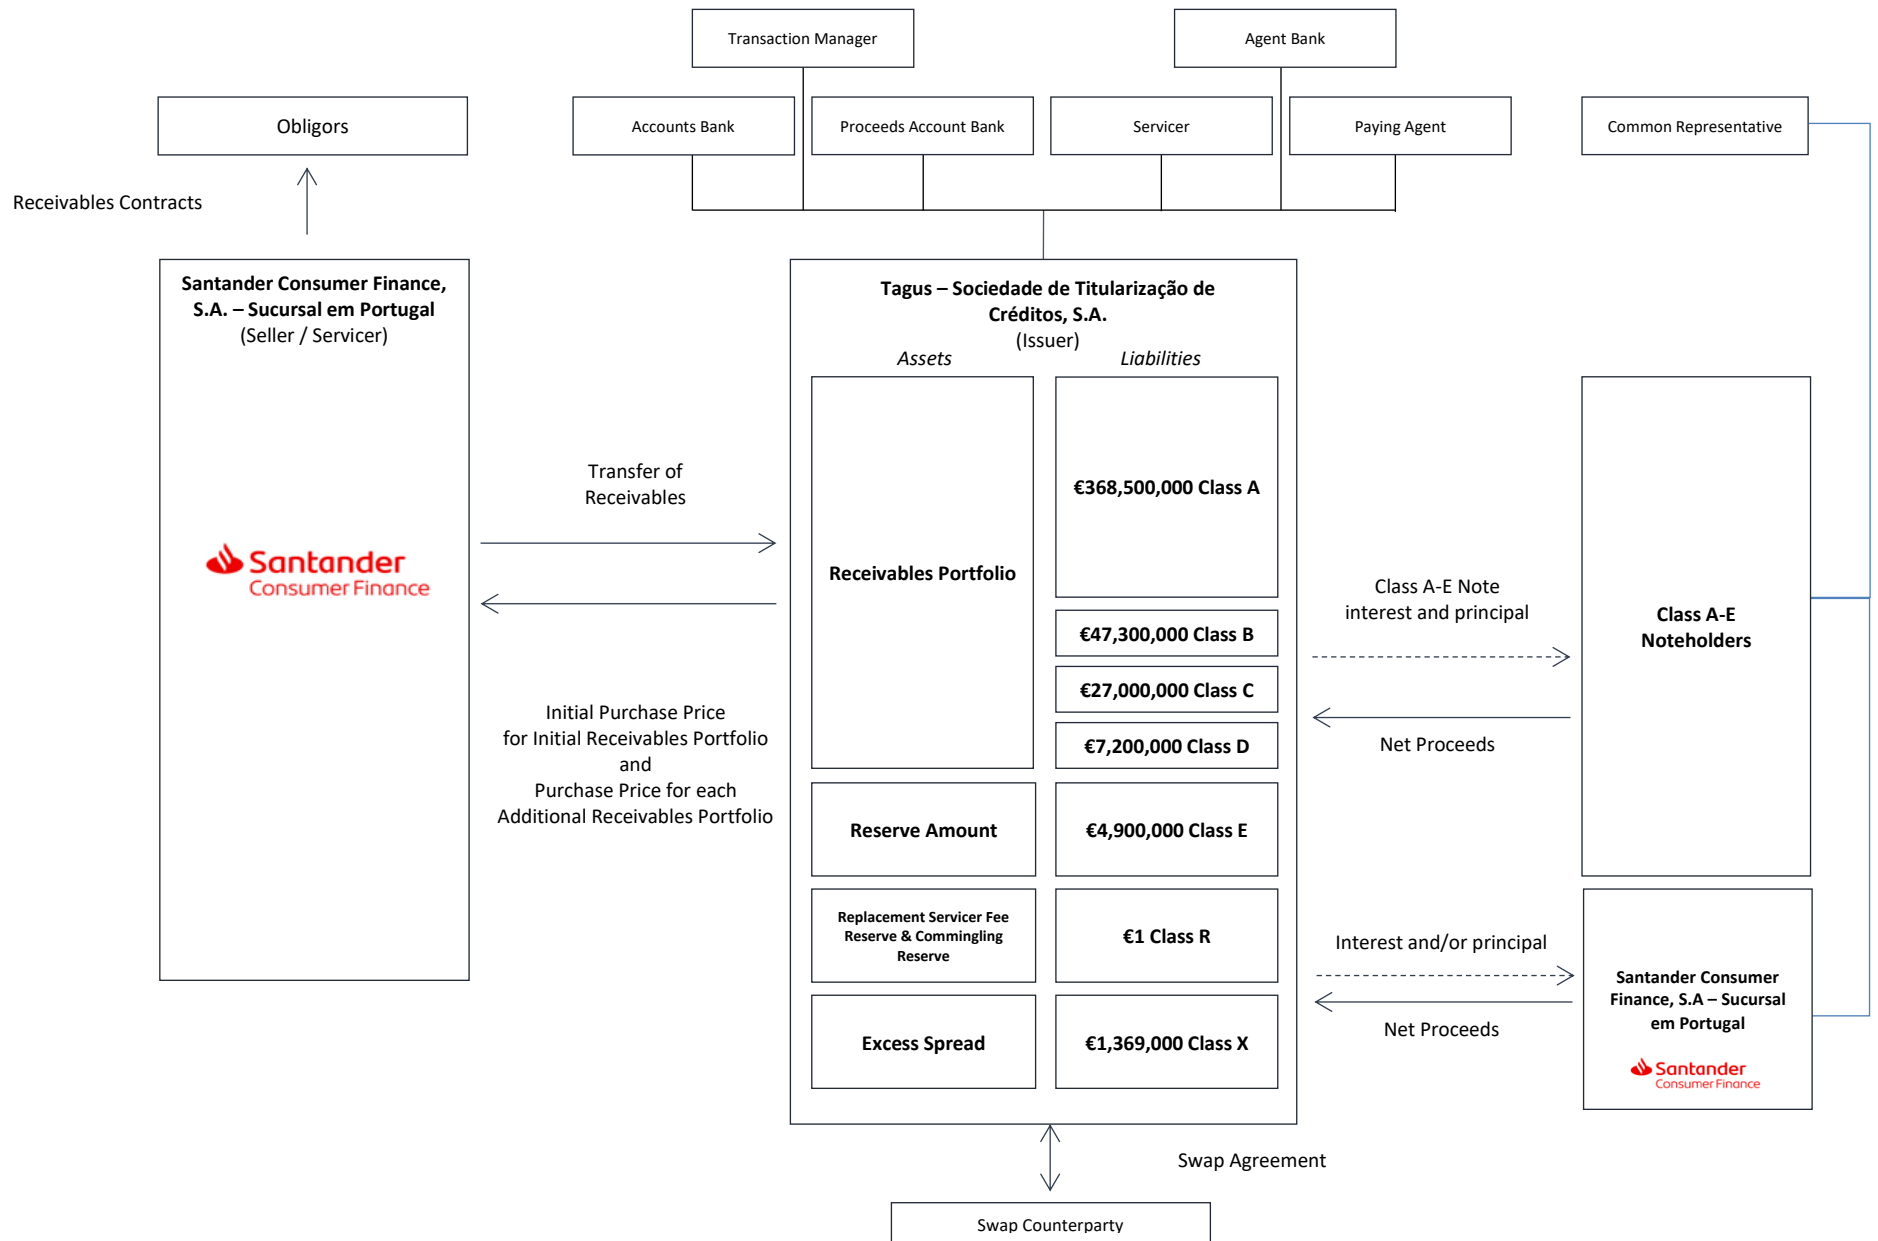 Transaction Manager
Agent Bank
Obligors
Accounts Bank
Proceeds Account Bank
Servicer
Paying Agent
Common Representative
Receivables Contracts
Santander Consumer Finance,
S.A. – Sucursal em Portugal
(Seller / Servicer)
Santander
Consumer Finance
Transfer of
Receivables
Initial Purchase Price
for Initial Receivables Portfolio
and
Purchase Price for each
Additional Receivables Portfolio
Tagus – Sociedade de Titularização de
Créditos, S.A.
(Issuer)
Assets
Liabilities
Receivables Portfolio
€368,500,000 Class A
€47,300,000 Class B
€27,000,000 Class C
€7,200,000 Class D
Reserve Amount
€4,900,000 Class E
Replacement Servicer Fee
Reserve & Commingling
Reserve
€1 Class R
Excess Spread
€1,369,000 Class X
Class A-E Note
interest and principal
Net Proceeds
Class A-E
Noteholders
Interest and/or principal
Net Proceeds
Santander Consumer
Finance, S.A – Sucursal
em Portugal
Santander
Consumer Finance
Swap Agreement
Swap Counterparty